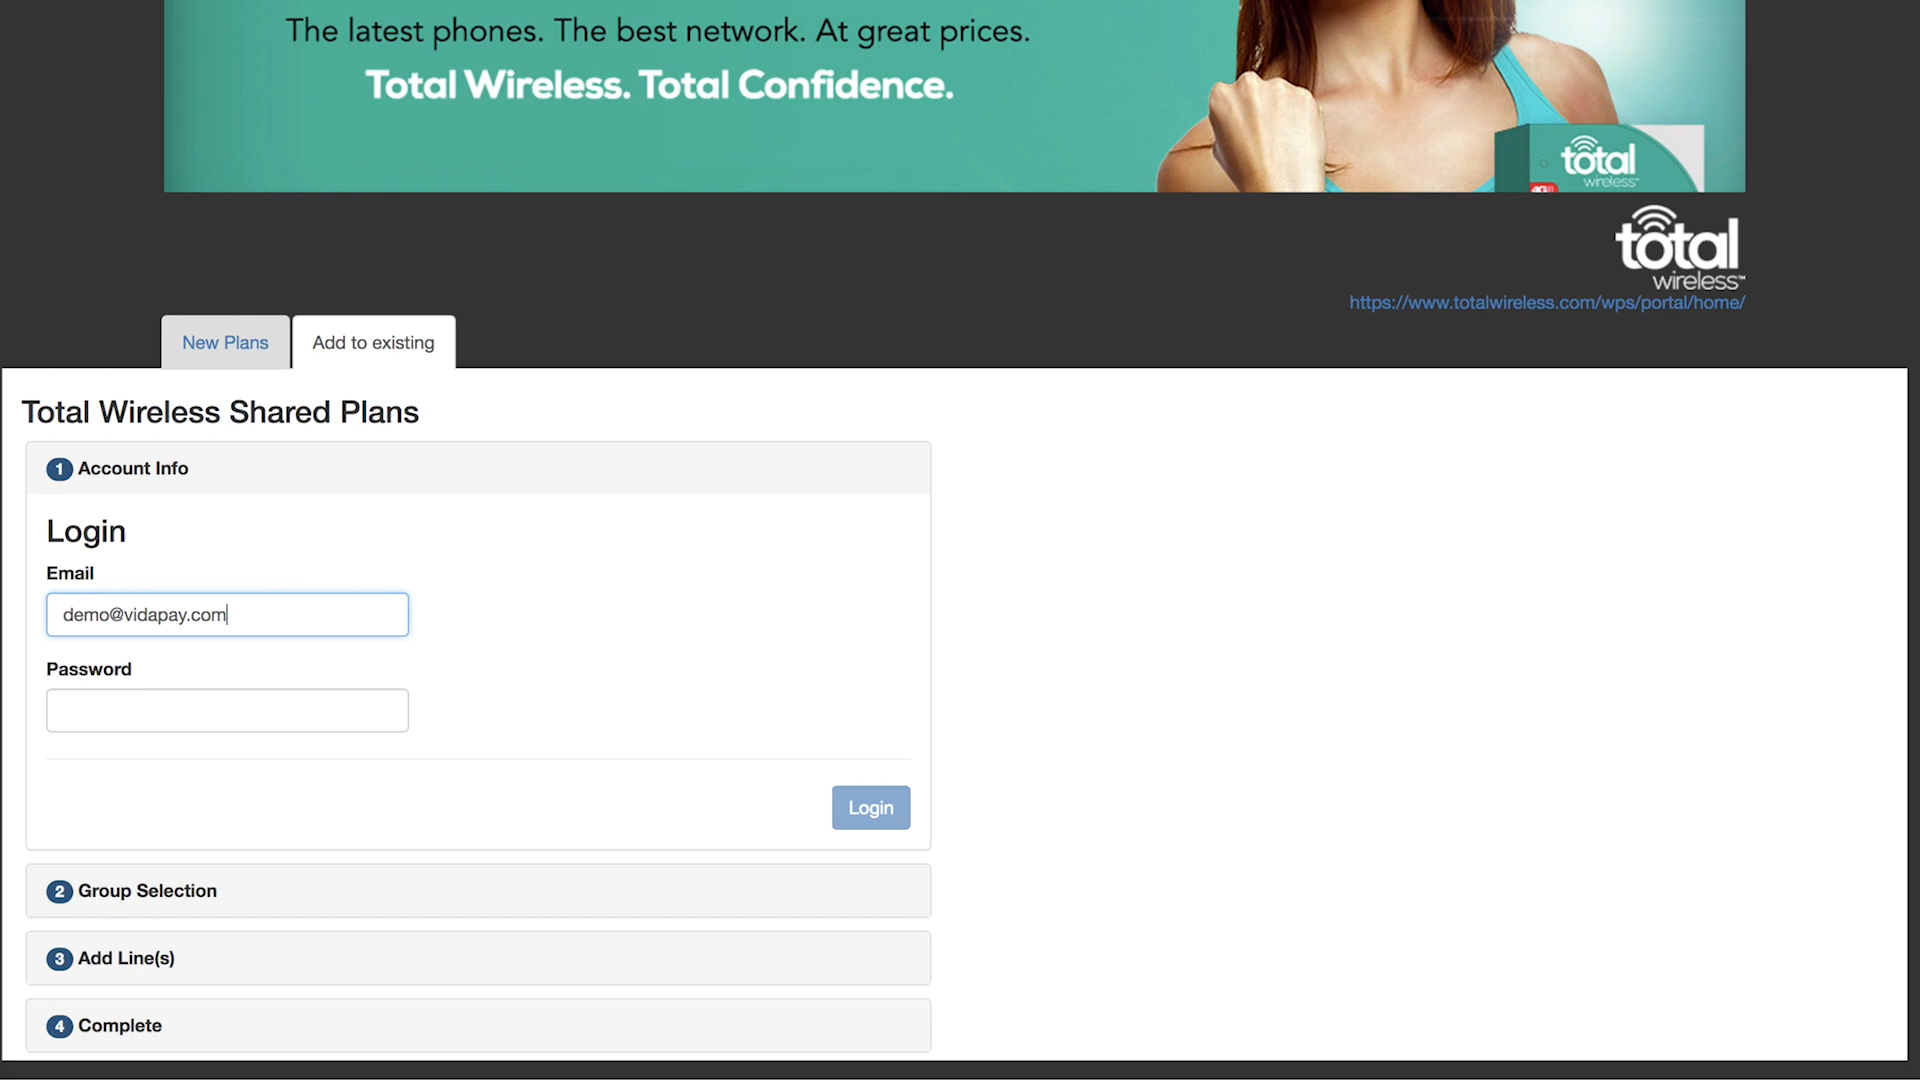 The latest phones. The best network. At great prices.
Total Wireless. Total Confidence.
total
wireless
total
wireless™
https://www.totalwireless.com/wps/portal/home/
New Plans
Add to existing
Total Wireless Shared Plans
1 Account Info
Login
Email
demo@vidapay.com
Password
Login
2 Group Selection
3 Add Line(s)
4 Complete